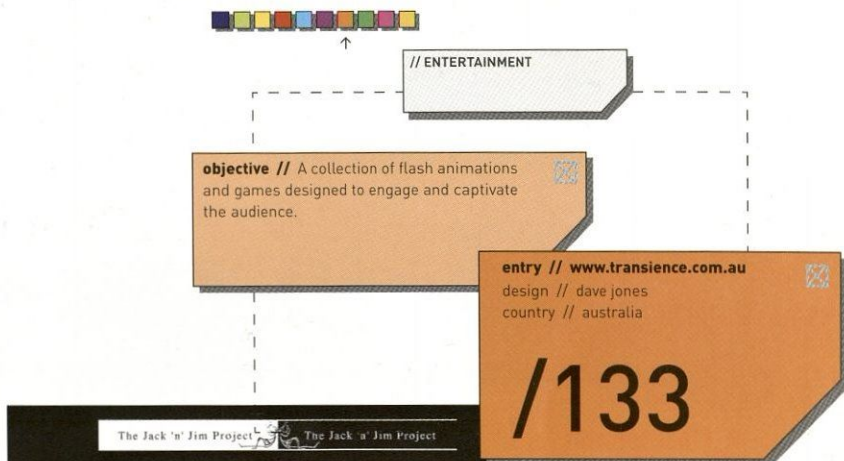 // ENTERTAINMENT
objective // A collection of flash animations
and games designed to engage and captivate
the audience.
entry // www.transience.com.au
design // dave jones
country // australia
/133
The Jack 'n' Jim Project
The Jack 'n' Jim Project